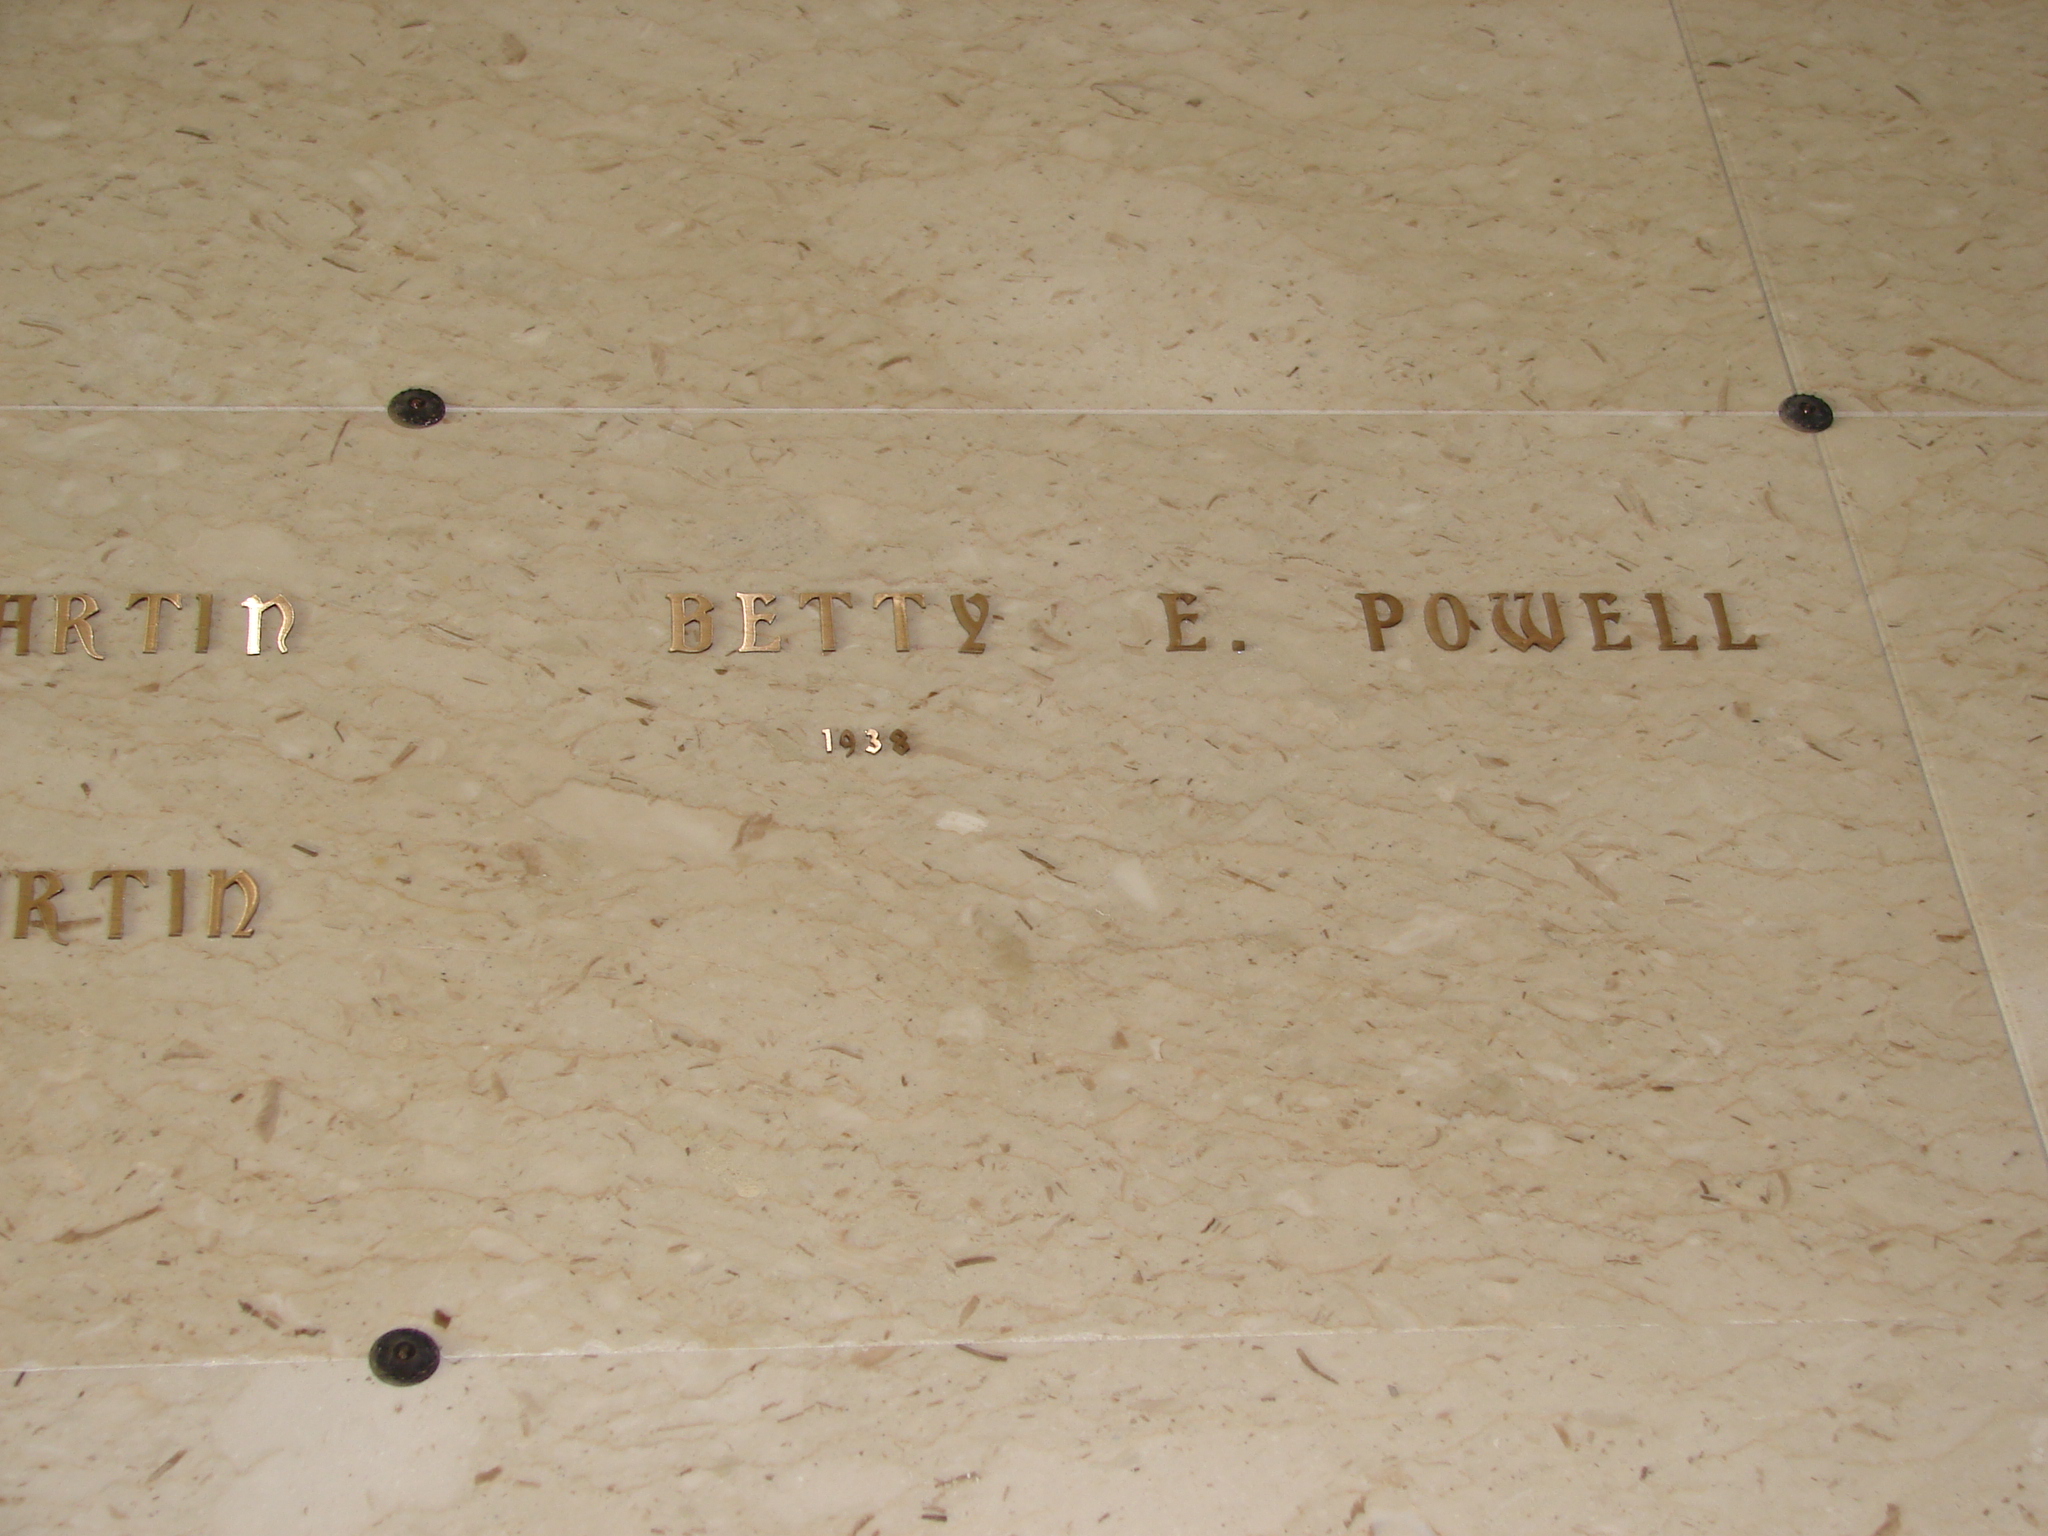 ARTIN BETTY E. POWELL
1938
RTIN